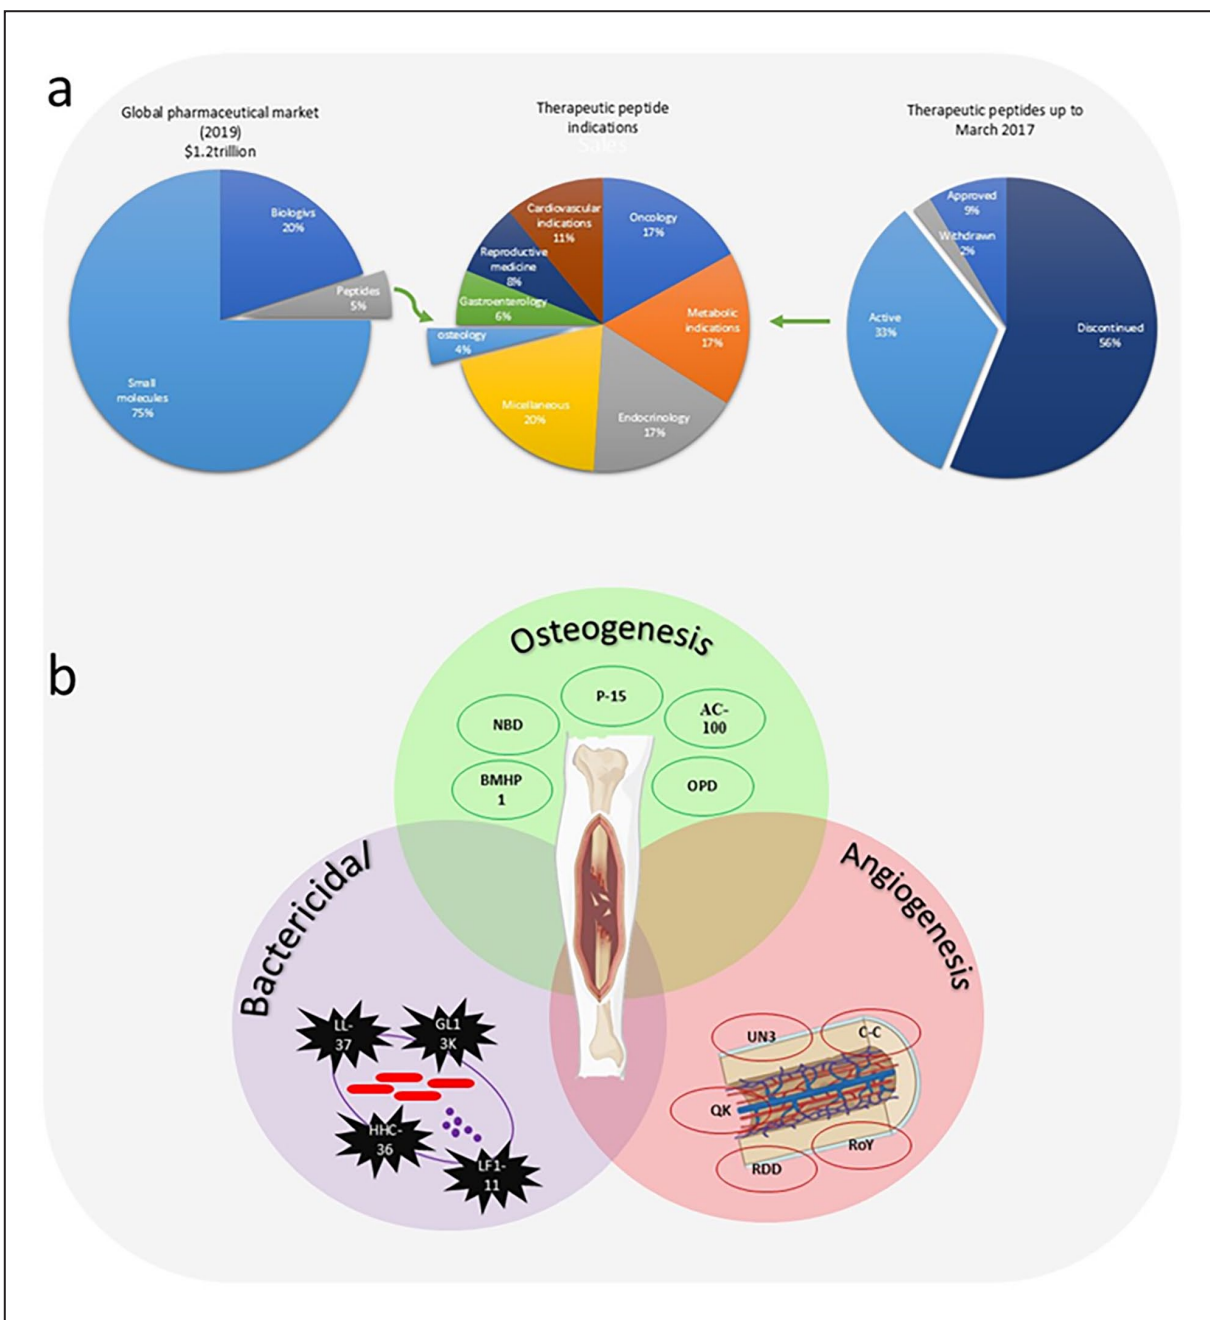 a
Global pharmaceutical market
(2019)
$1.2trillion
Biologivs
20%
Peptides
5%
Small
molecules
75%
Therapeutic peptide
indications
Sales
Cardiovascular
indications
11%
Oncology
17%
Reproductive
medicine
8%
Gastroenterology
6%
osteology
4%
Metabolic
indications
17%
Micellaneous
20%
Endocrinology
17%
Therapeutic peptides up to
March 2017
Approved
9%
Withdrawn
2%
Active
33%
Discontinued
56%
b
Osteogenesis
P-15
NBD
AC-
100
BMHP
1
OPD
Bactericidal
LL-
37
GL1
3K
HHC-
36
LF1-
11
Angiogenesis
UN3
C-C
QK
RoY
RDD